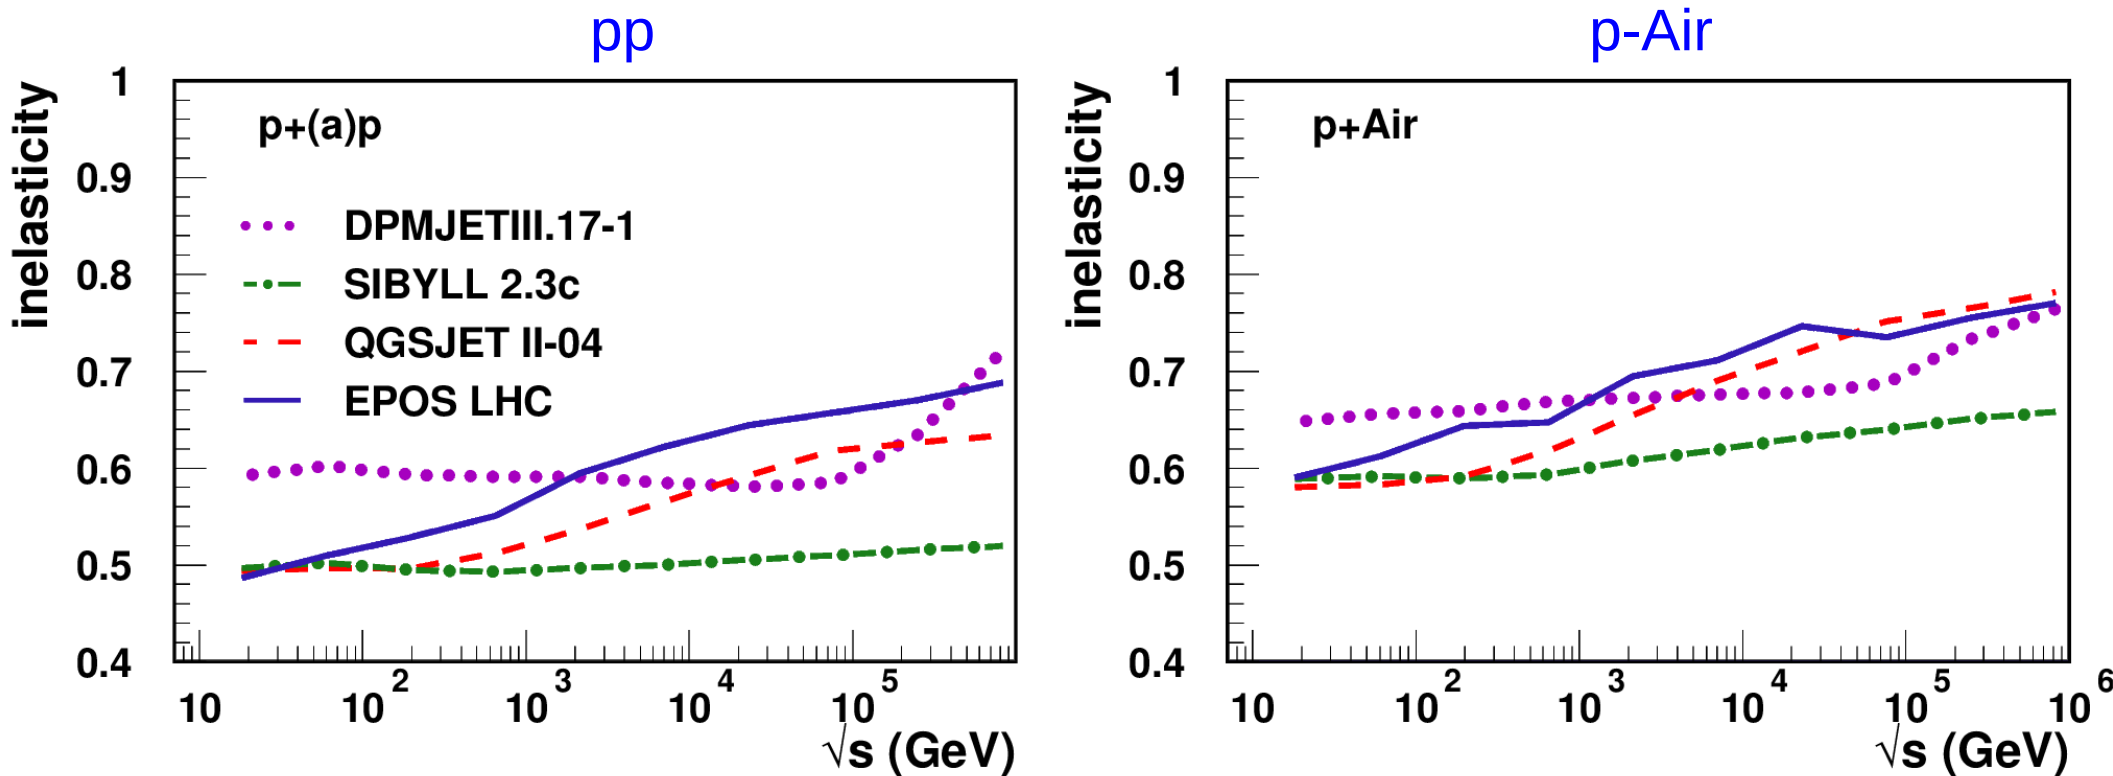 pp
p-Air
inelasticity
1
0.9
0.8
0.7
0.6
0.5
0.4
p+(a)p
DPMJETIII.17-1
SIBYLL 2.3c
QGSJET II-04
EPOS LHC
10
10 2
10 3
10 4
10 5
√s (GeV)
inelasticity
1
0.9
0.8
0.7
0.6
0.5
0.4
p+Air
10
10 2
10 3
10 4
10 5
10 6
√s (GeV)